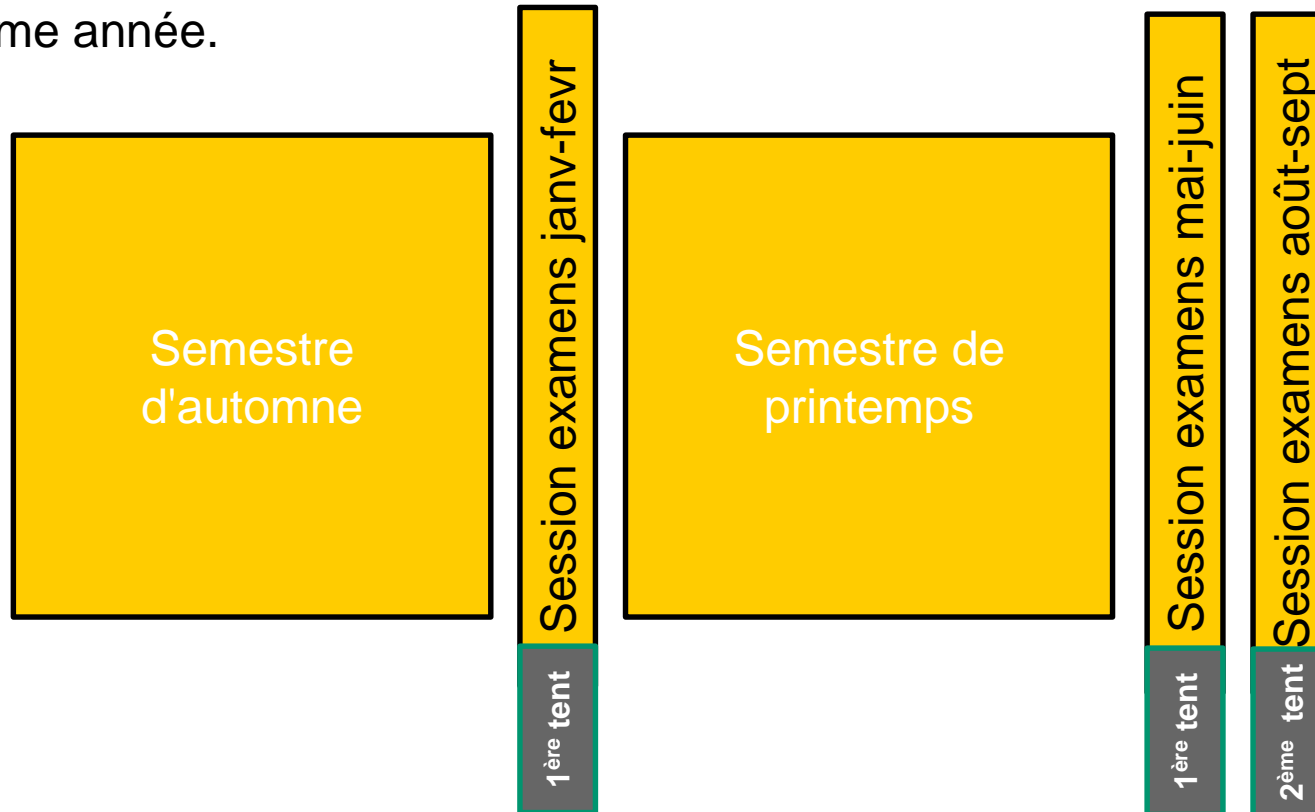 me année.
Semestre
d'automne
Session examens janv-fevr
1ère tent
Semestre de
printemps
Session examens mai-juin
1ère tent
Session examens août-sept
2ème tent